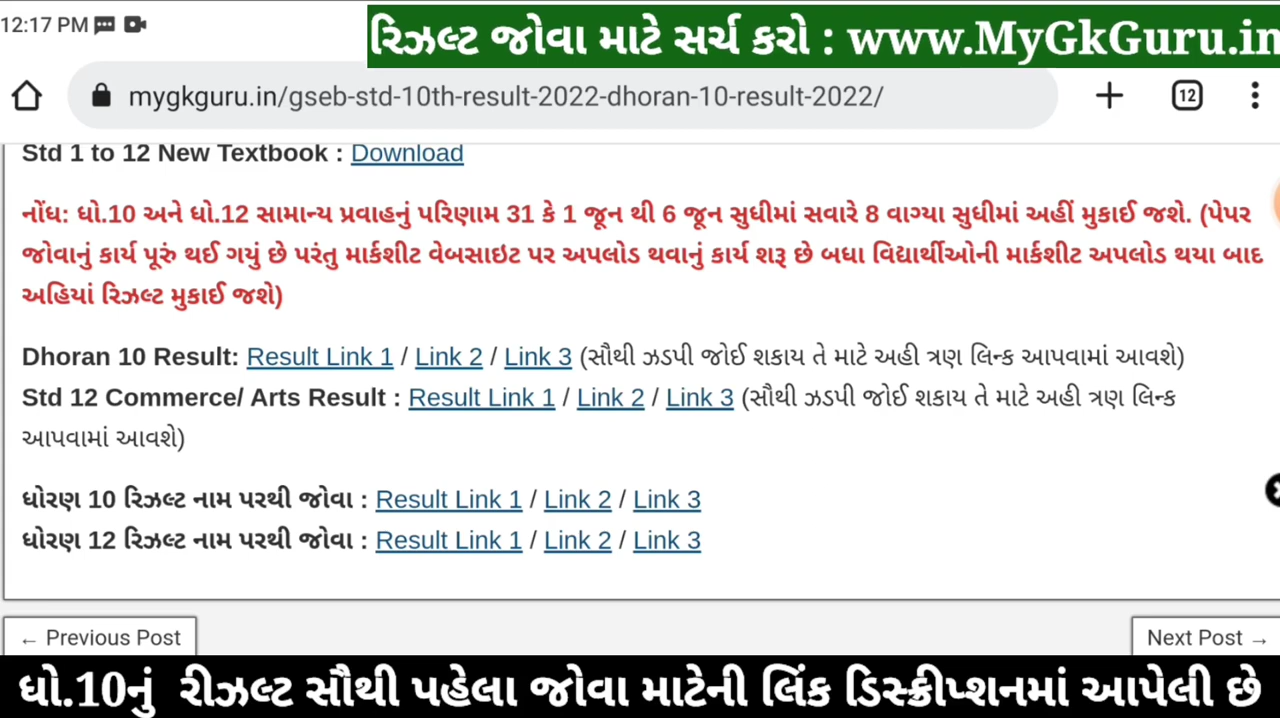 12:17 PM
રિઝલ્ટ જોવા માટે સર્ચ કરો : www.MyGkGuru.in
mygkguru.in/gseb-std-10th-result-2022-dhoran-10-result-2022/
12
Std 1 to 12 New Textbook : Download
નોંધ: ધો.10 અને ધો.12 સામાન્ય પ્રવાહનું પરિણામ 31 કે 1 જૂન થી 6 જૂન સુધીમાં સવારે 8 વાગ્યા સુધીમાં અહીં મુકાઈ જશે. (પેપર
જોવાનું કાર્ય પૂરું થઈ ગયું છે પરંતુ માર્કશીટ વેબસાઇટ પર અપલોડ થવાનું કાર્ય શરૂ છે બધા વિદ્યાર્થીઓની માર્કશીટ અપલોડ થયા બાદ
અહિયાં રિઝલ્ટ મુકાઈ જશે)
Dhoran 10 Result: Result Link 1 / Link 2 / Link 3 (સૌથી ઝડપી જોઈ શકાય તે માટે અહી ત્રણ લિન્ક આપવામાં આવશે)
Std 12 Commerce/ Arts Result : Result Link 1 / Link 2 / Link 3 (સૌથી ઝડપી જોઈ શકાય તે માટે અહી ત્રણ લિન્ક
આપવામાં આવશે)
ધોરણ 10 રિઝલ્ટ નામ પરથી જોવા : Result Link 1 / Link 2 / Link 3
ધોરણ 12 રિઝલ્ટ નામ પરથી જોવા : Result Link 1 / Link 2 / Link 3
← Previous Post
Next Post →
ધો.10નું રીઝલ્ટ સૌથી પહેલા જોવા માટેની લિંક ડિસ્ક્રીપ્શનમાં આપેલી છે